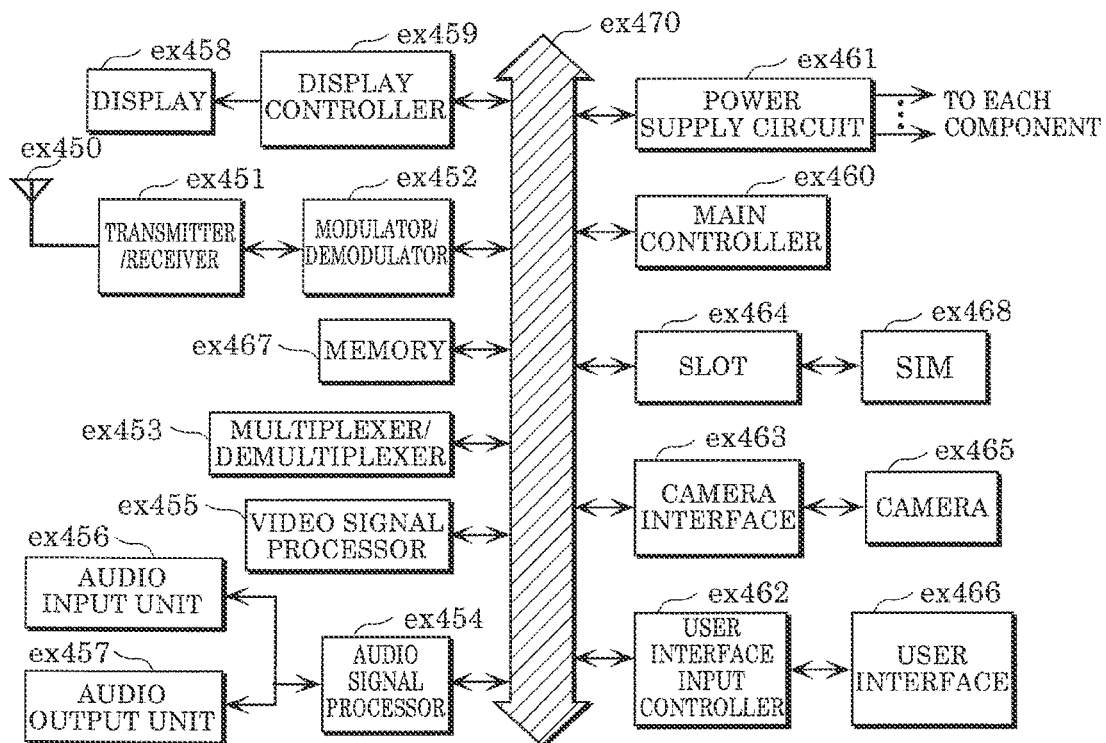 ex470
ex459
ex458
DISPLAY
DISPLAY
CONTROLLER
ex461
POWER
SUPPLY CIRCUIT
TO EACH
COMPONENT
ex450
ex451
TRANSMITTER
/RECEIVER
ex452
MODULATOR/
DEMODULATOR
ex460
MAIN
CONTROLLER
ex467
MEMORY
ex464
SLOT
ex468
SIM
ex453
MULTIPLEXER/
DEMULTIPLEXER
ex463
CAMERA
INTERFACE
ex465
CAMERA
ex455
VIDEO SIGNAL
PROCESSOR
ex456
AUDIO
INPUT UNIT
ex457
AUDIO
OUTPUT UNIT
ex454
AUDIO
SIGNAL
PROCESSOR
ex462
USER
INTERFACE
INPUT
CONTROLLER
ex466
USER
INTERFACE